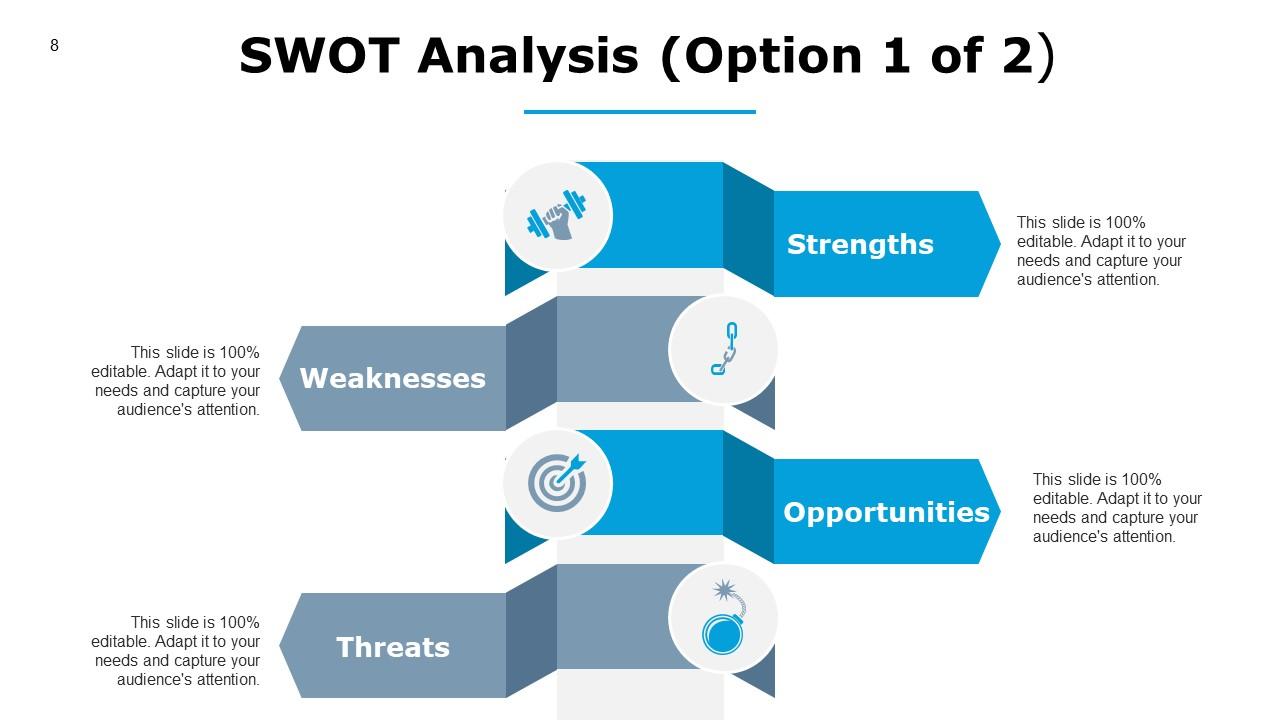 8
SWOT Analysis (Option 1 of 2)
Strengths
This slide is 100%
editable. Adapt it to your
needs and capture your
audience's attention.
This slide is 100%
editable. Adapt it to your
needs and capture your
audience's attention.
Weaknesses
Opportunities
This slide is 100%
editable. Adapt it to your
needs and capture your
audience's attention.
This slide is 100%
editable. Adapt it to your
needs and capture your
audience's attention.
Threats